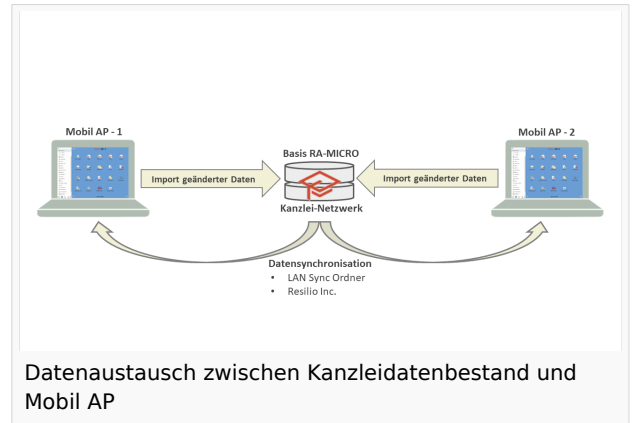 Mobil AP - 1
Mobil AP - 2
Basis RA-MICRO
Import geänderter Daten
Import geänderter Daten
Kanzlei-Netzwerk
Datensynchronisation
• LAN Sync Ordner
• Resilio Inc.
Datenaustausch zwischen Kanzleidatenbestand und
Mobil AP